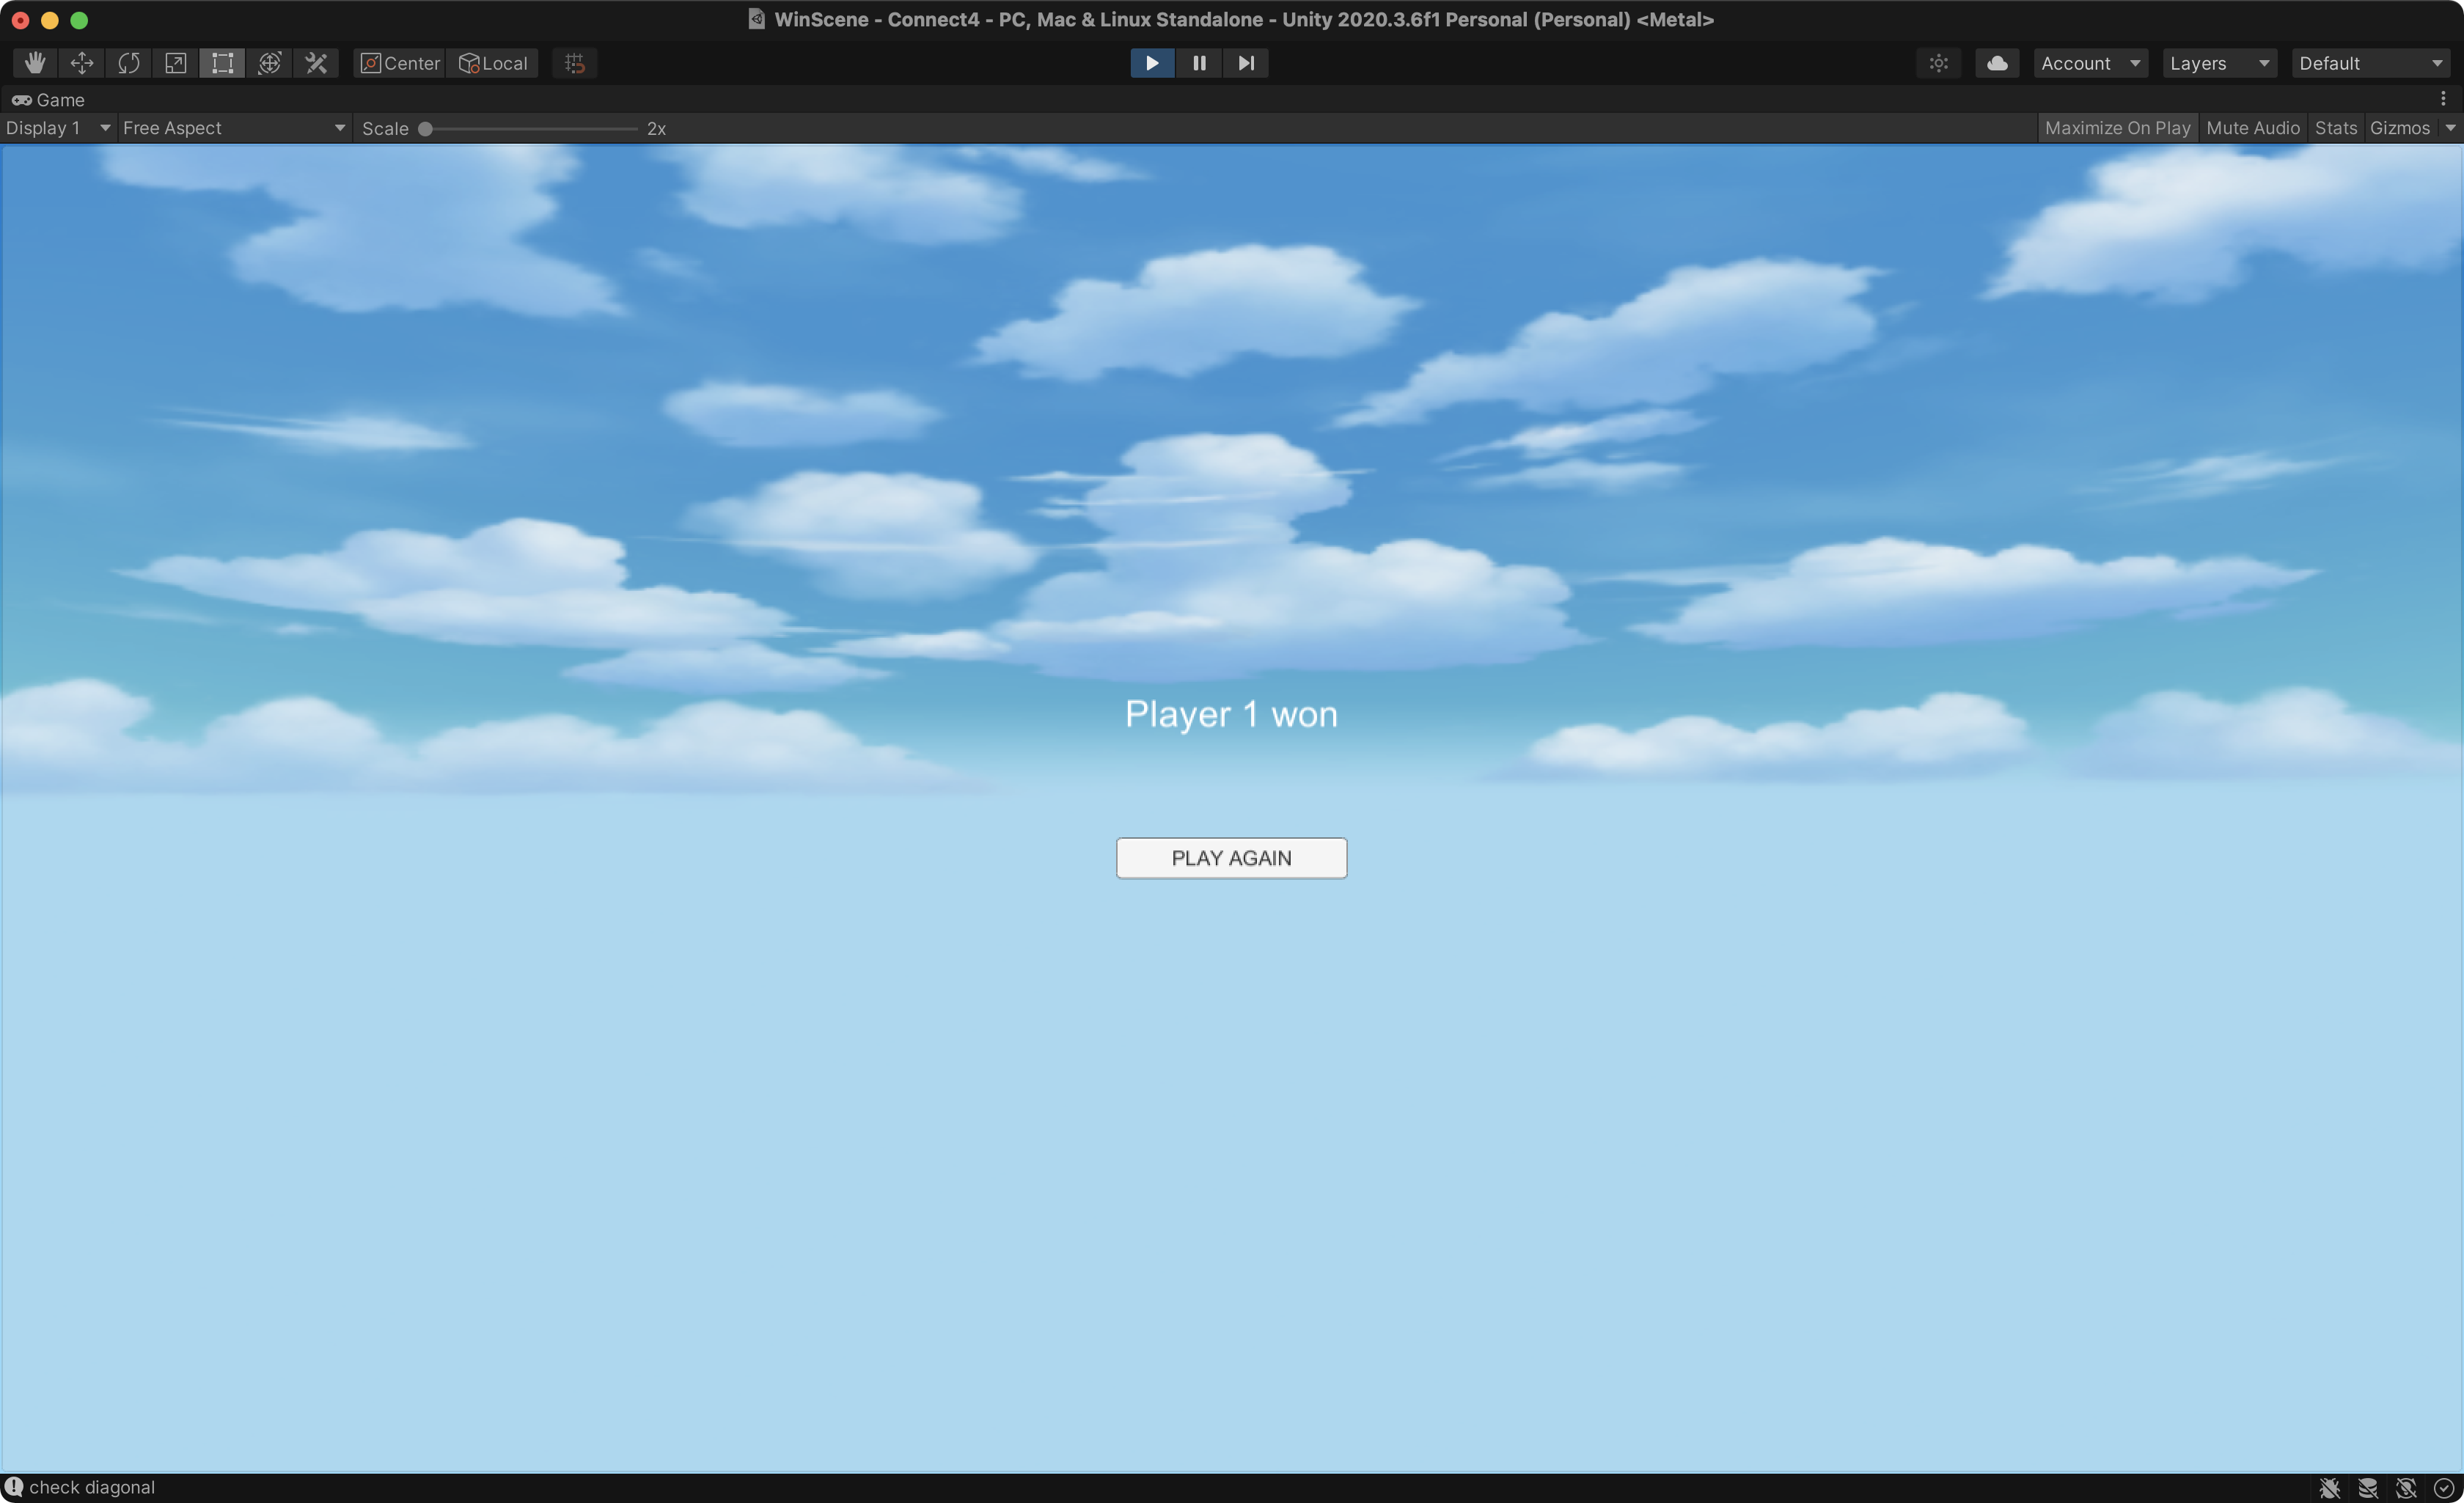 WinScene - Connect4 - PC, Mac & Linux Standalone - Unity 2020.3.6f1 Personal (Personal) <Metal>
Center Local Account Layers Default
Game
Display 1 Free Aspect Scale 2x Maximize On Play Mute Audio Stats Gizmos
Player 1 won
PLAY AGAIN
check diagonal